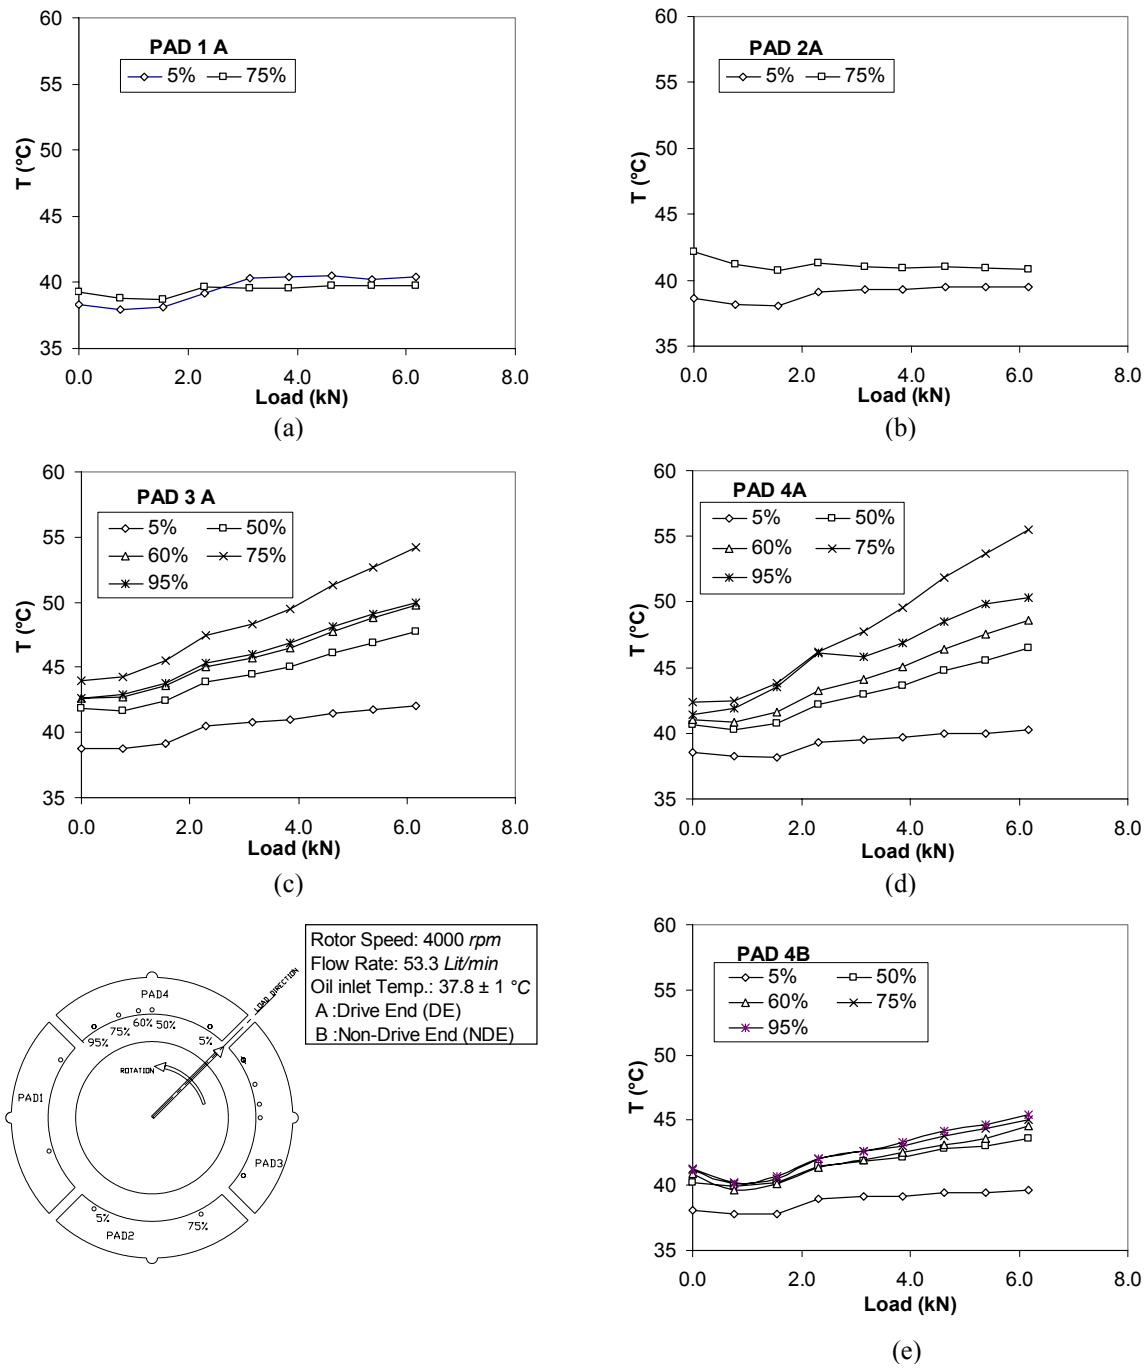 PAD 1 A
5% 75%
60
55
50
45
40
35
T (°C)
0.0 2.0 4.0 6.0 8.0
Load (kN)
(a)
PAD 2A
5% 75%
60
55
50
45
40
35
T (°C)
0.0 2.0 4.0 6.0 8.0
Load (kN)
(b)
PAD 3 A
5% 50%
60% 75%
95%
60
55
50
45
40
35
T (°C)
0.0 2.0 4.0 6.0 8.0
Load (kN)
(c)
PAD 4A
5% 50%
60% 75%
95%
60
55
50
45
40
35
T (°C)
0.0 2.0 4.0 6.0 8.0
Load (kN)
(d)
Rotor Speed: 4000 rpm
Flow Rate: 53.3 Lit/min
Oil inlet Temp.: 37.8 ± 1 °C
A :Drive End (DE)
B :Non-Drive End (NDE)
LOAD DIRECTION
PAD4
95% 75% 60% 50% 5%
ROTATION
PAD1
PAD3
5% 75%
PAD2
PAD 4B
5% 50%
60% 75%
95%
60
55
50
45
40
35
T (°C)
0.0 2.0 4.0 6.0 8.0
Load (kN)
(e)